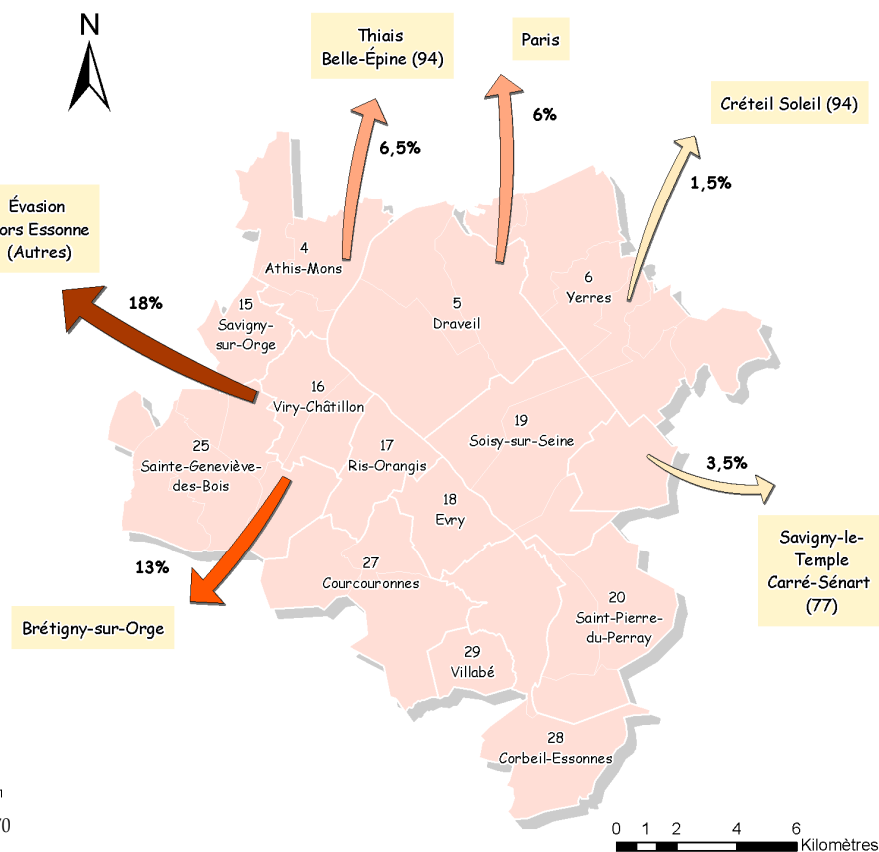 N
Thiais
Belle-Épine (94)
Paris
Créteil Soleil (94)
6,5%
6%
1,5%
Évasion
ors Essonne
(Autres)
18%
4
Athis-Mons
15
Savigny-
sur-Orge
5
Draveil
6
Yerres
16
Viry-Châtillon
17
Ris-Orangis
19
Soisy-sur-Seine
25
Sainte-Geneviève-
des-Bois
18
Evry
3,5%
Savigny-le-
Temple
Carré-Sénart
(77)
13%
Brétigny-sur-Orge
27
Courcouronnes
20
Saint-Pierre-
du-Perray
29
Villabé
28
Corbeil-Essonnes
0 1 2 4 6
Kilomètres